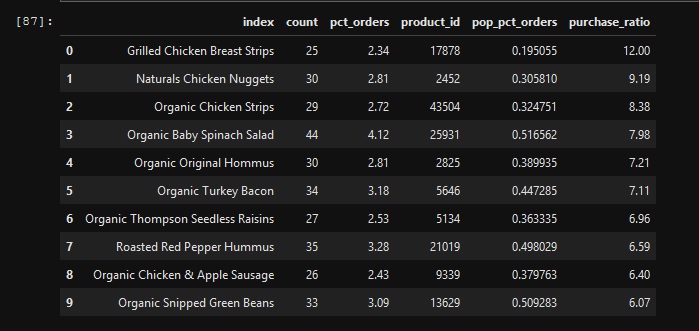 [87]:
index count pct_orders product_id pop_pct_orders purchase_ratio
0 Grilled Chicken Breast Strips 25 2.34 17878 0.195055 12.00
1 Naturals Chicken Nuggets 30 2.81 2452 0.305810 9.19
2 Organic Chicken Strips 29 2.72 43504 0.324751 8.38
3 Organic Baby Spinach Salad 44 4.12 25931 0.516562 7.98
4 Organic Original Hommus 30 2.81 2825 0.389935 7.21
5 Organic Turkey Bacon 34 3.18 5646 0.447285 7.11
6 Organic Thompson Seedless Raisins 27 2.53 5134 0.363335 6.96
7 Roasted Red Pepper Hummus 35 3.28 21019 0.498029 6.59
8 Organic Chicken & Apple Sausage 26 2.43 9339 0.379763 6.40
9 Organic Snipped Green Beans 33 3.09 13629 0.509283 6.07